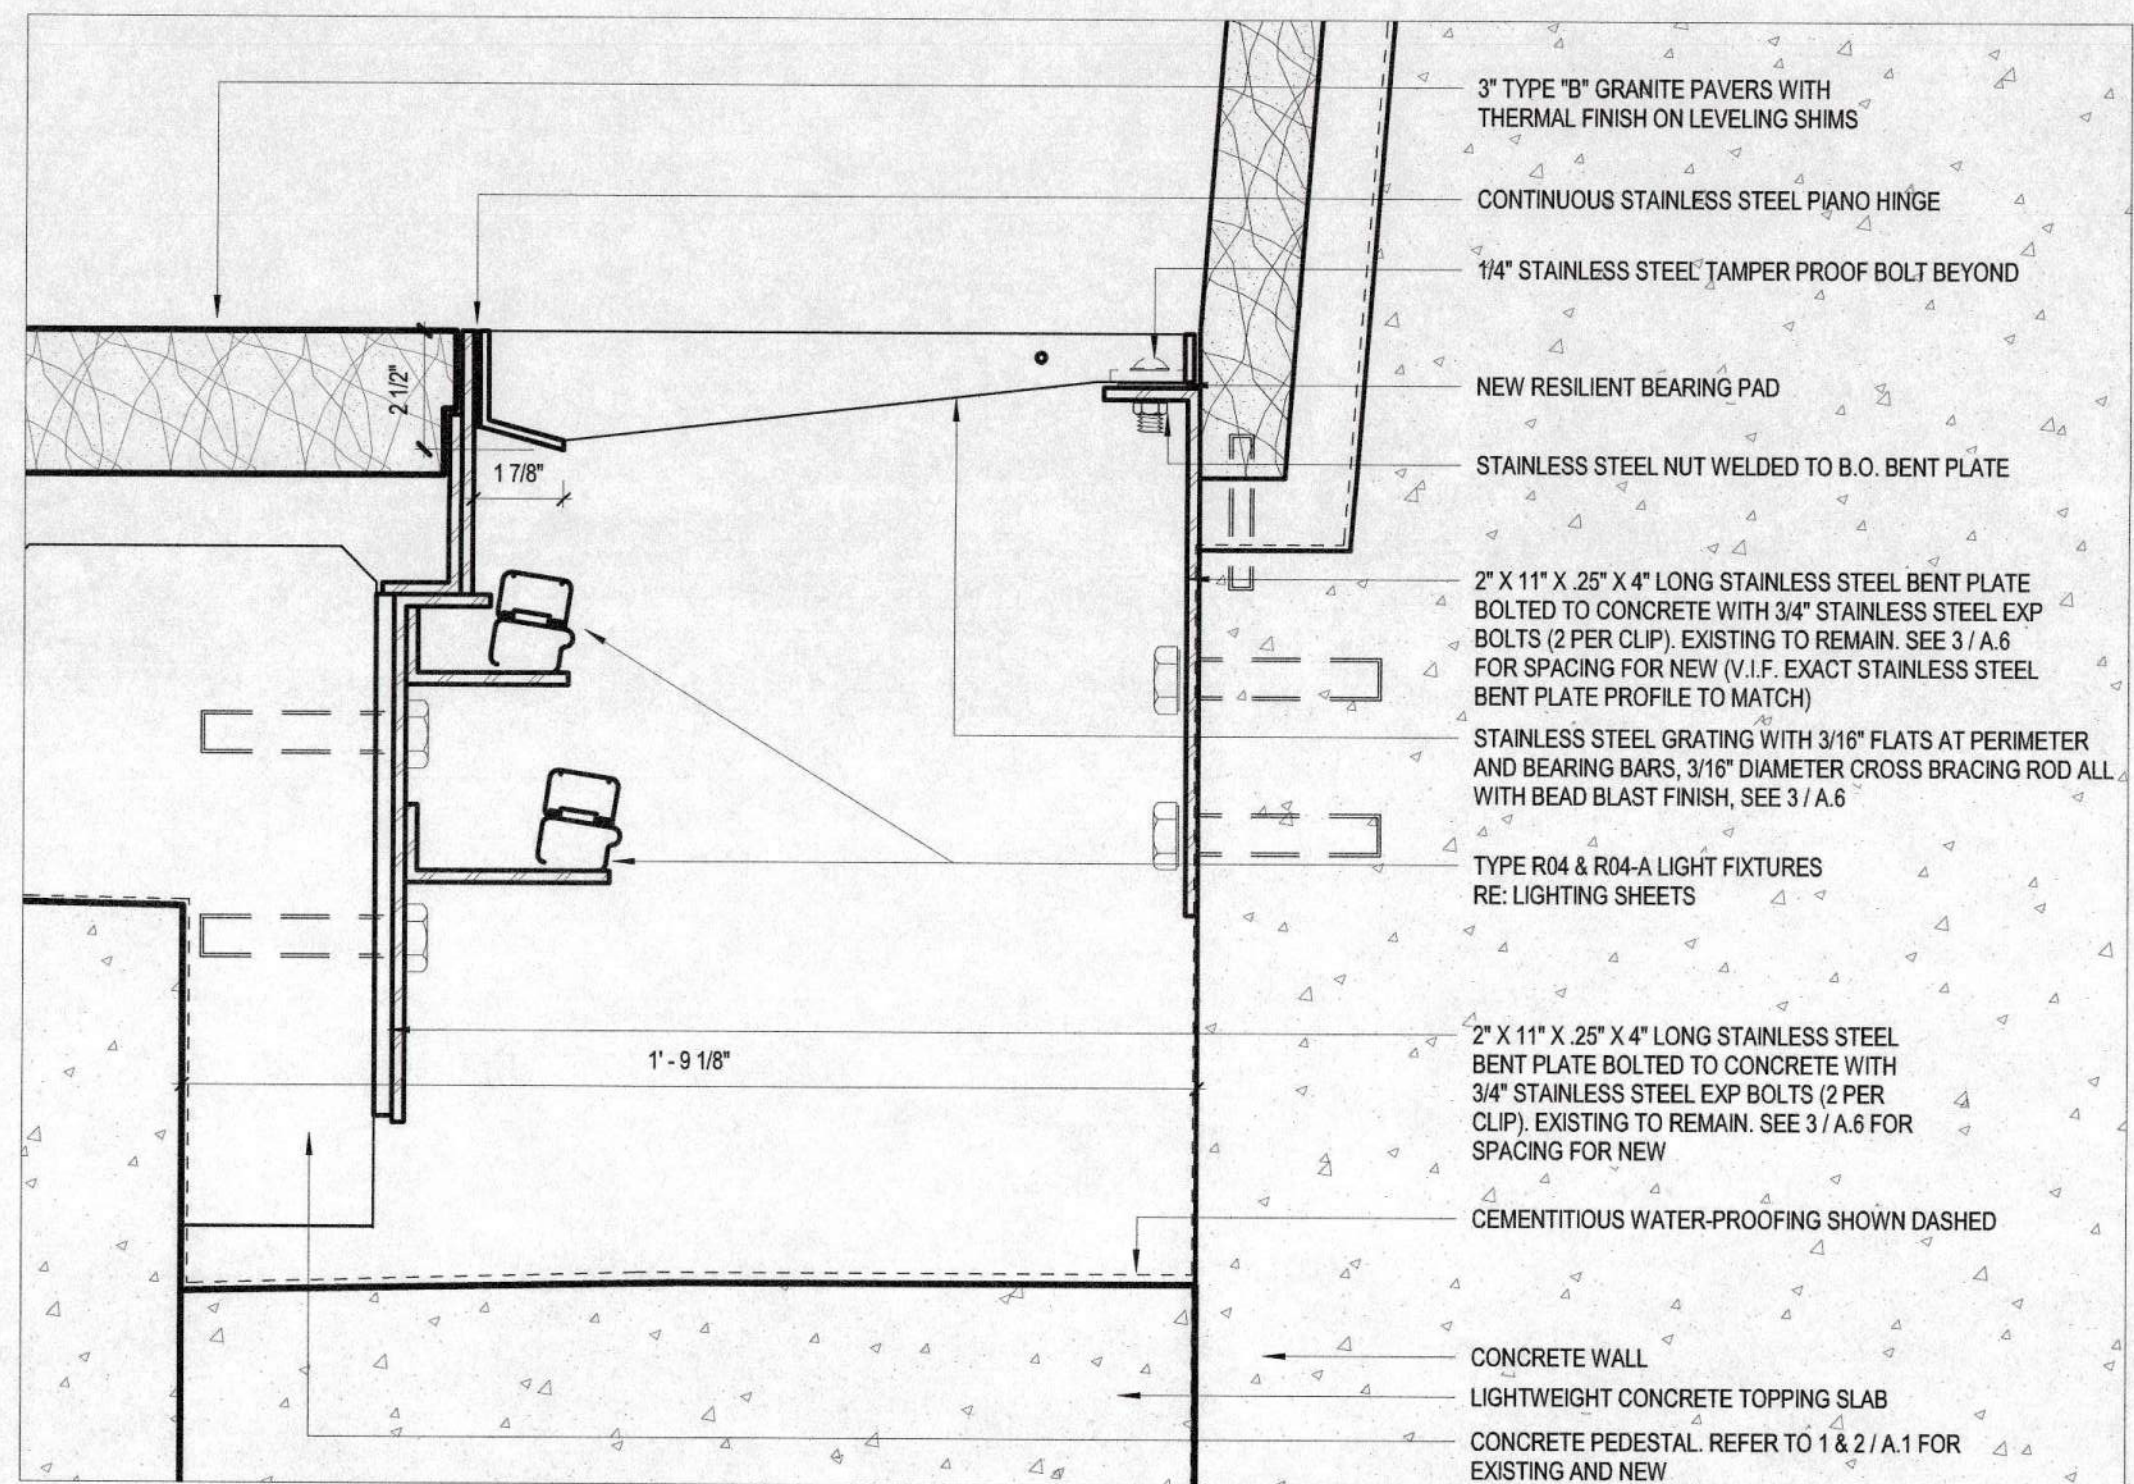 3" TYPE "B" GRANITE PAVERS WITH
THERMAL FINISH ON LEVELING SHIMS
CONTINUOUS STAINLESS STEEL PIANO HINGE
1/4" STAINLESS STEEL TAMPER PROOF BOLT BEYOND
2 1/2"
NEW RESILIENT BEARING PAD
1 7/8"
STAINLESS STEEL NUT WELDED TO B.O. BENT PLATE
2" X 11" X .25" X 4" LONG STAINLESS STEEL BENT PLATE
BOLTED TO CONCRETE WITH 3/4" STAINLESS STEEL EXP
BOLTS (2 PER CLIP). EXISTING TO REMAIN. SEE 3 / A.6
FOR SPACING FOR NEW (V.I.F. EXACT STAINLESS STEEL
BENT PLATE PROFILE TO MATCH)
STAINLESS STEEL GRATING WITH 3/16" FLATS AT PERIMETER
AND BEARING BARS, 3/16" DIAMETER CROSS BRACING ROD ALL
WITH BEAD BLAST FINISH, SEE 3 / A.6
TYPE R04 & R04-A LIGHT FIXTURES
RE: LIGHTING SHEETS
2" X 11" X .25" X 4" LONG STAINLESS STEEL
BENT PLATE BOLTED TO CONCRETE WITH
3/4" STAINLESS STEEL EXP BOLTS (2 PER
CLIP). EXISTING TO REMAIN. SEE 3 / A.6 FOR
SPACING FOR NEW
1' - 9 1/8"
CEMENTITIOUS WATER-PROOFING SHOWN DASHED
CONCRETE WALL
LIGHTWEIGHT CONCRETE TOPPING SLAB
CONCRETE PEDESTAL. REFER TO 1 & 2 / A.1 FOR
EXISTING AND NEW